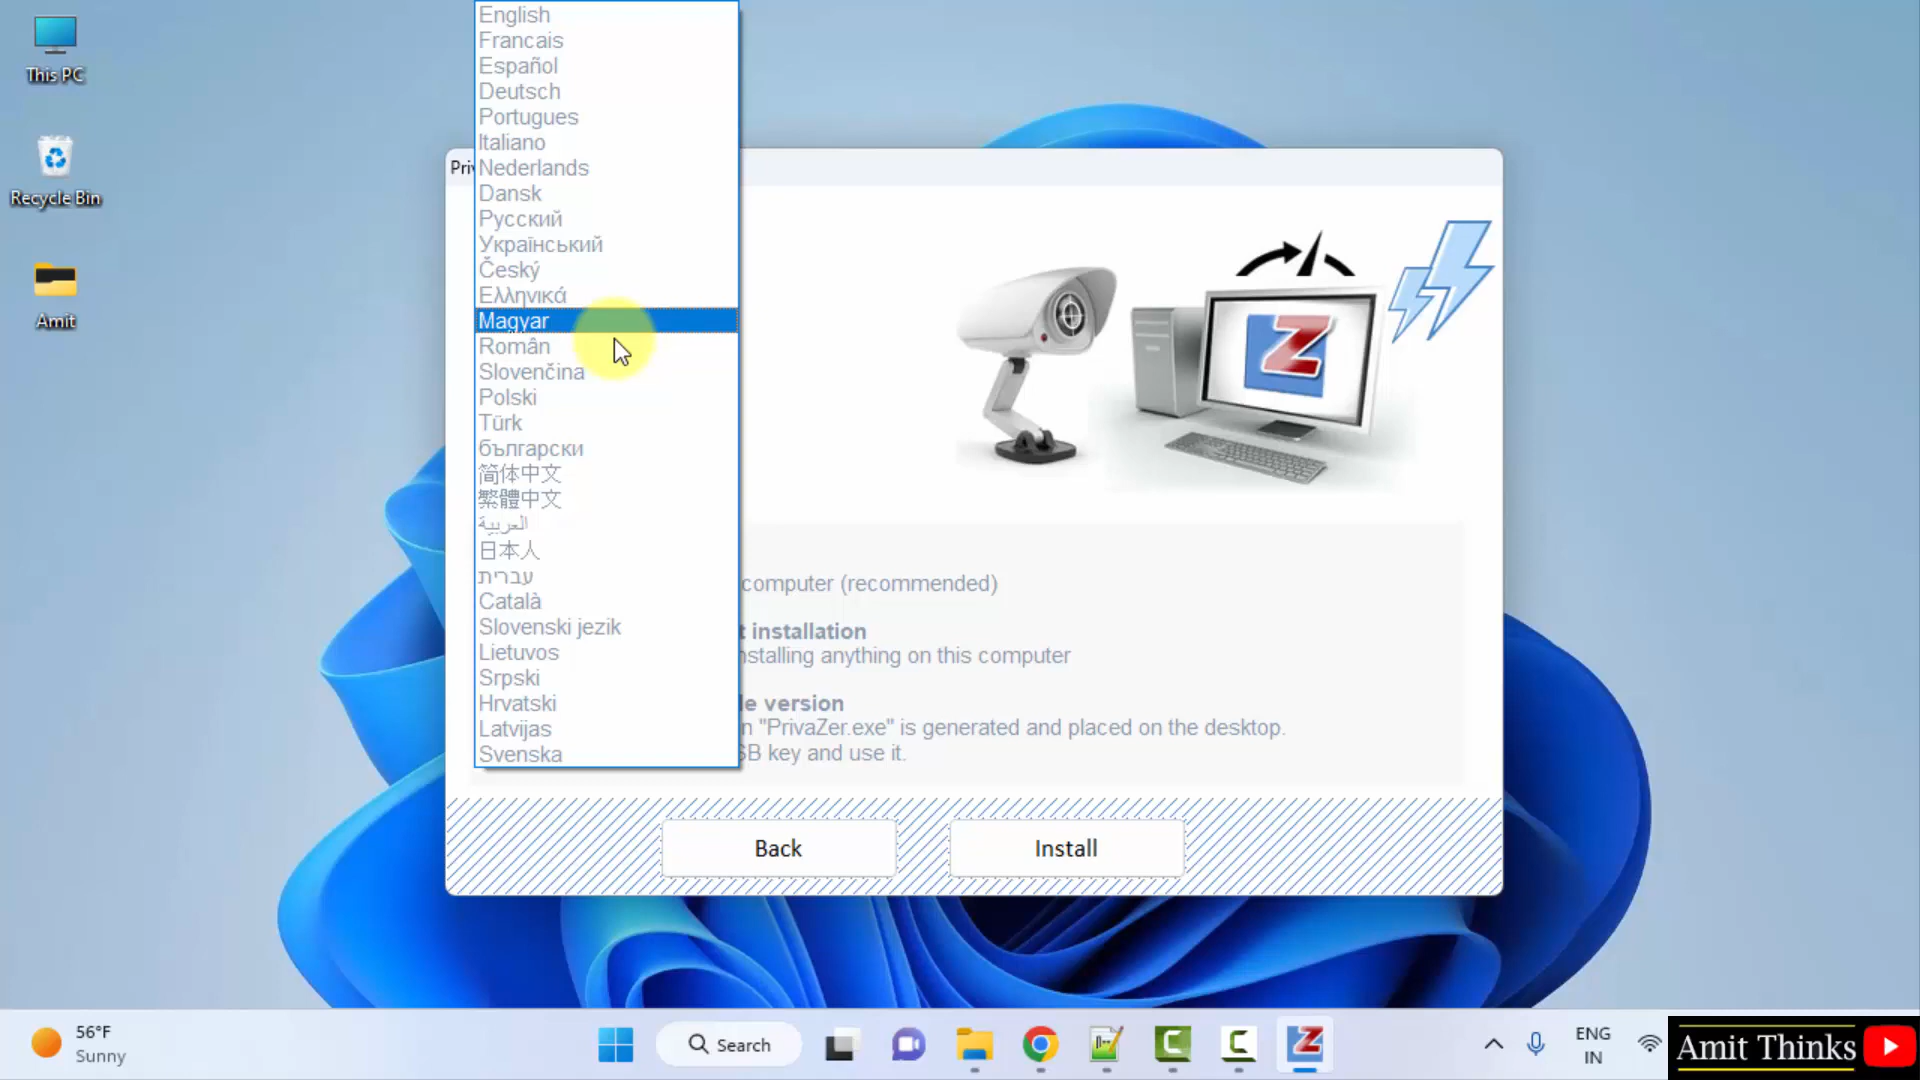 This PC
Recycle Bin
Amit
Priv
English
Francais
Español
Deutsch
Portugues
Italiano
Nederlands
Dansk
Русский
Український
Český
Ελληνικά
Magyar
Român
Slovenčina
Polski
Türk
български
简体中文
繁體中文
العربية
日本人
עברית
Català
Slovenski jezik
Lietuvos
Srpski
Hrvatski
Latvijas
Svenska
Z
computer (recommended)
t installation
nstalling anything on this computer
le version
n "PrivaZer.exe" is generated and placed on the desktop.
SB key and use it.
Back
Install
56°F
Sunny
Search
Z
ENG
IN
Amit Thinks